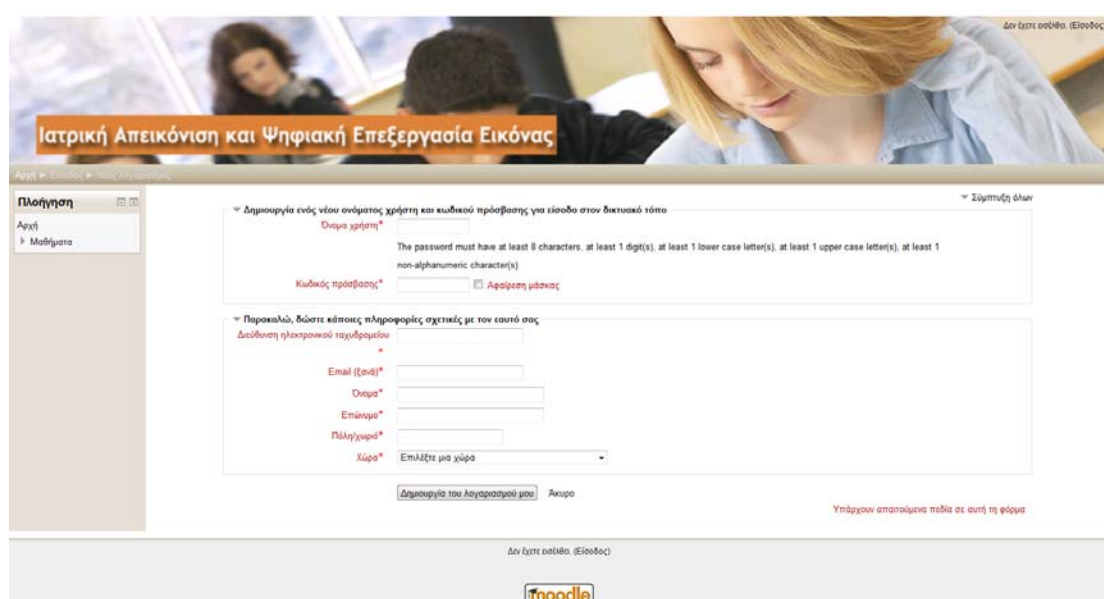 Δεν έχετε εισέλθει. (Είσοδος)
Ιατρική Απεικόνιση και Ψηφιακή Επεξεργασία Εικόνας
Αρχή ► Είσοδος ► Νέος λογαριασμός
Πλοήγηση
Αρχή
Μαθήματα
Σύμπτυξη όλων
Δημιουργία ενός νέου ονόματος χρήστη και κωδικού πρόσβασης για είσοδο στον δικτυακό τόπο
Όνομα χρήστη*
The password must have at least 8 characters, at least 1 digit(s), at least 1 lower case letter(s), at least 1 upper case letter(s), at least 1
non-alphanumeric character(s)
Κωδικός πρόσβασης* Αφαίρεση μάσκας
Παρακαλώ, δώστε κάποιες πληροφορίες σχετικές με τον εαυτό σας
Διεύθυνση ηλεκτρονικού ταχυδρομείου
*
Email (ξανά)*
Όνομα*
Επώνυμο*
Πόλη/χωριό*
Χώρα* Επιλέξτε μια χώρα
Δημιουργία του λογαριασμού μου Άκυρο
Υπάρχουν απαιτούμενα πεδία σε αυτή τη φόρμα
Δεν έχετε εισέλθει. (Είσοδος)
moodle